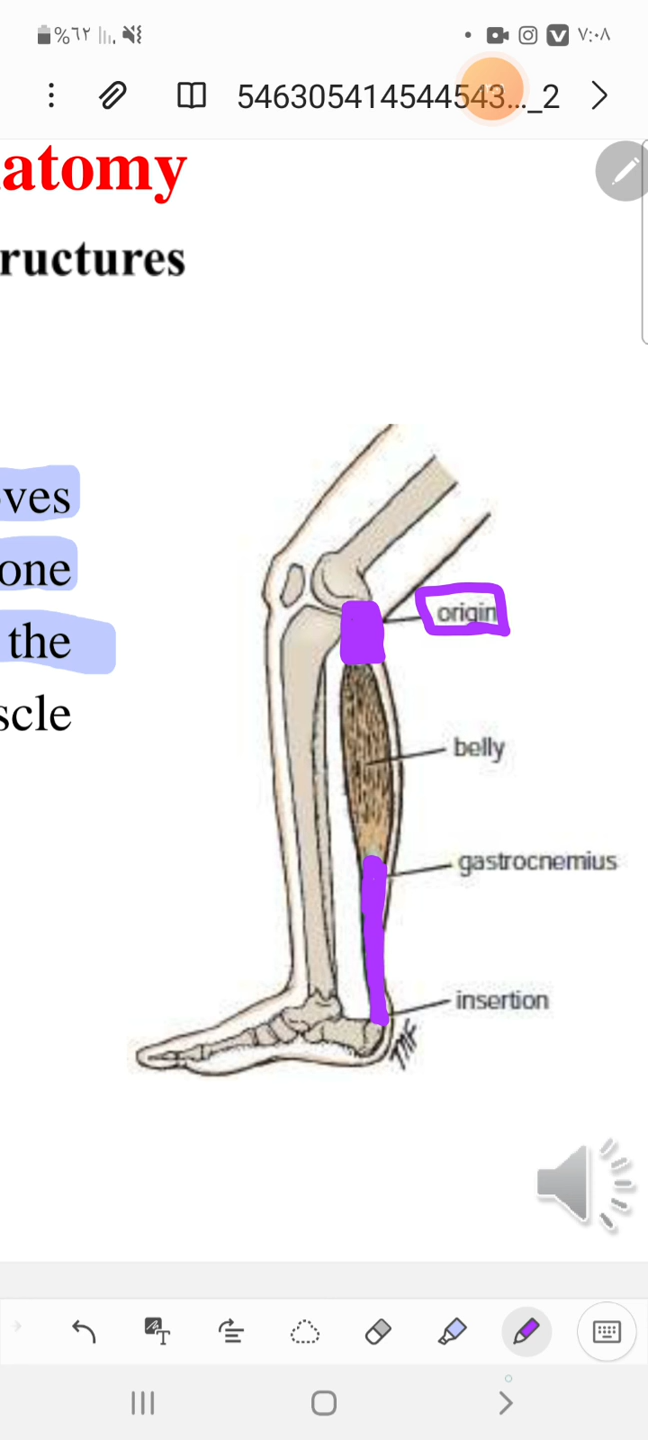 %٦٢
٧:٠٨
546305414544543..._2
atomy
ructures
ves
one
the
scle
origin
belly
gastrocnemius
insertion